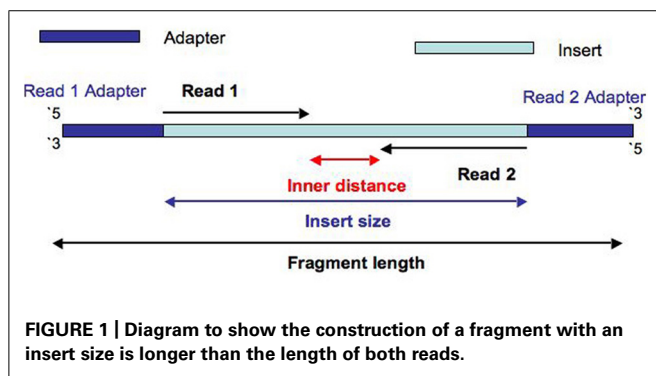 Adapter
Insert
Read 1 Adapter
Read 1
Read 2 Adapter
`5
`3
`3
`5
Read 2
Inner distance
Insert size
Fragment length
FIGURE 1 | Diagram to show the construction of a fragment with an
insert size is longer than the length of both reads.